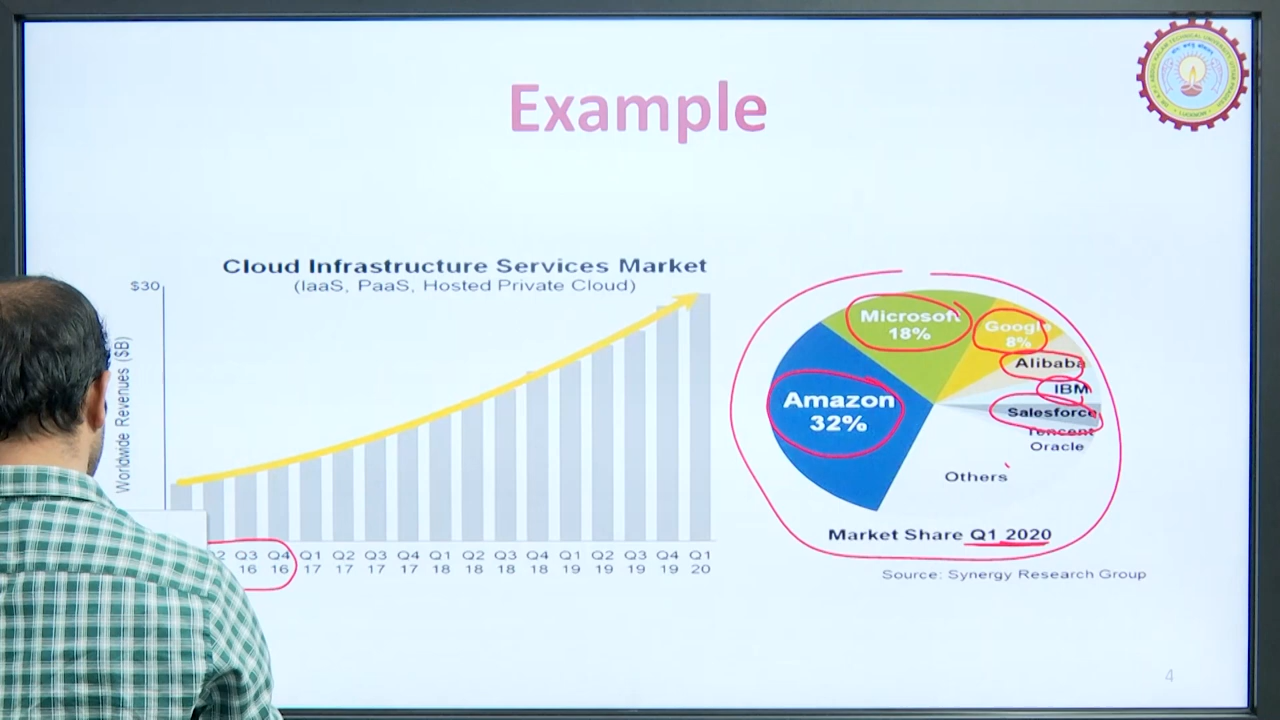 Example
Cloud Infrastructure Services Market
(IaaS, PaaS, Hosted Private Cloud)
$30
Worldwide Revenues ($B)
Q3 Q4 Q1 Q2 Q3 Q4 Q1 Q2 Q3 Q4 Q1 Q2 Q3 Q4 Q1
16 16 17 17 17 17 18 18 18 18 19 19 19 19 20
Microsoft
18%
Google
8%
Alibaba
IBM
Amazon
32%
Salesforce
Tencent
Oracle
Others
Market Share Q1 2020
Source: Synergy Research Group
4